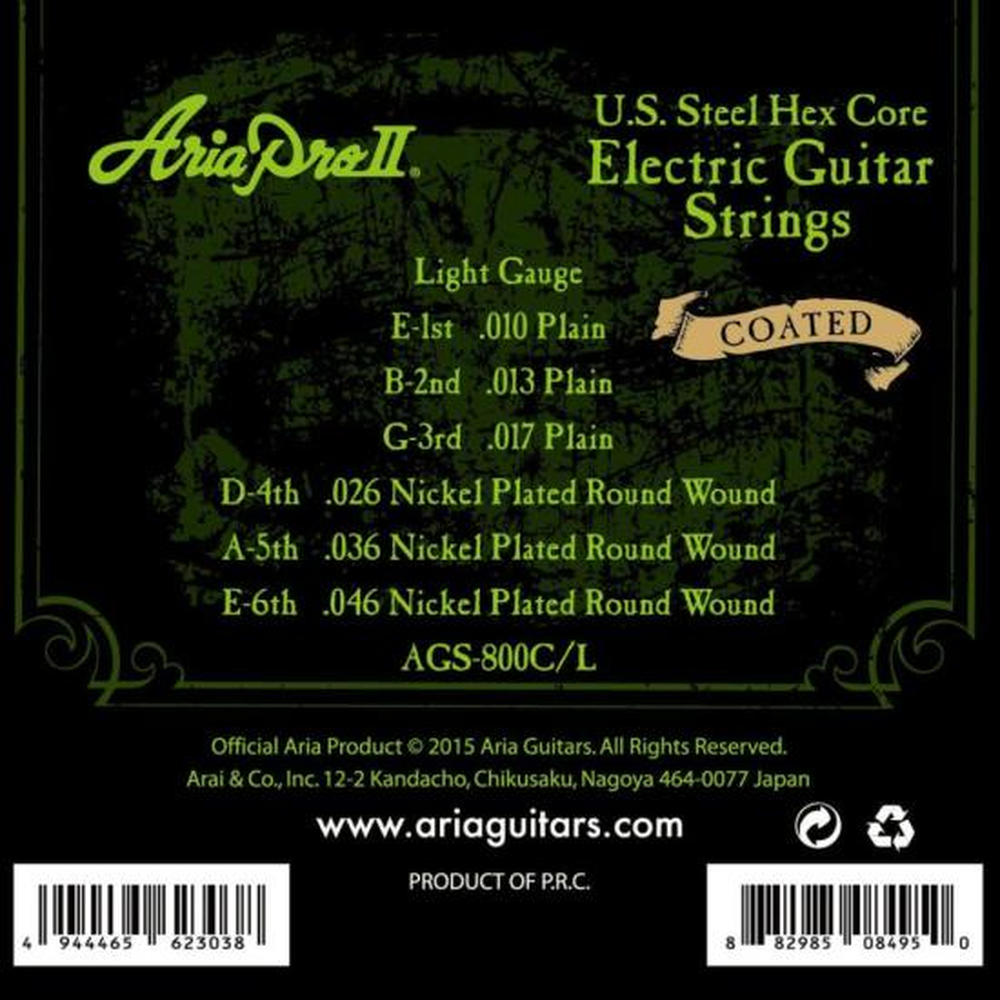 Aria Pro II®
U.S. Steel Hex Core
Electric Guitar
Strings
Light Gauge
COATED
E-1st .010 Plain
B-2nd .013 Plain
G-3rd .017 Plain
D-4th .026 Nickel Plated Round Wound
A-5th .036 Nickel Plated Round Wound
E-6th .046 Nickel Plated Round Wound
AGS-800C/L
Official Aria Product © 2015 Aria Guitars. All Rights Reserved.
Arai & Co., Inc. 12-2 Kandacho, Chikusaku, Nagoya 464-0077 Japan
www.ariaguitars.com
PRODUCT OF P.R.C.
4 944465 623038
8 82985 08495 0